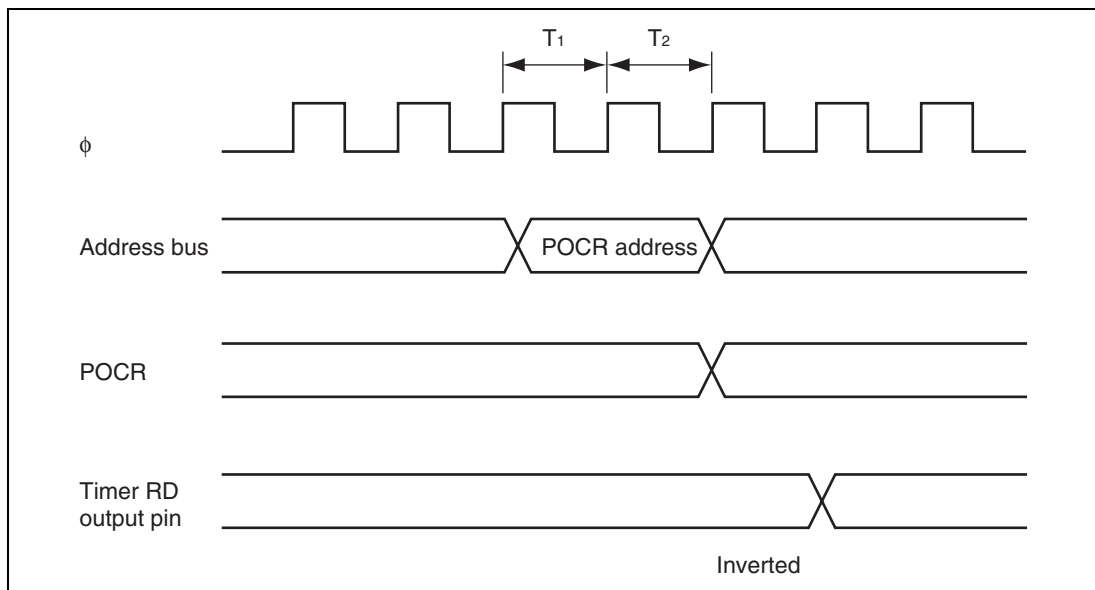 T1 T2
ϕ
Address bus
POCR address
POCR
Timer RD
output pin
Inverted